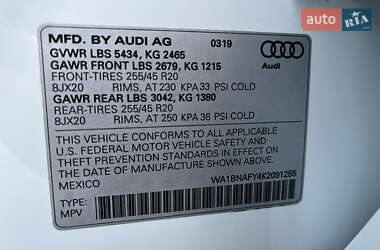 auto RIA
MFD. BY AUDI AG 0319
GVWR LBS 5434, KG 2465
GAWR FRONT LBS 2679, KG 1215
FRONT-TIRES 255/45 R20
8JX20 RIMS, AT 230 KPA 33 PSI COLD
GAWR REAR LBS 3042, KG 1380
REAR-TIRES 255/45 R20
8JX20 RIMS, AT 250 KPA 36 PSI COLD
Audi
THIS VEHICLE CONFORMS TO ALL APPLICABLE
U.S. FEDERAL MOTOR VEHICLE SAFETY AND
THEFT PREVENTION STANDARDS IN EFFECT ON
THE DATE OF MANUFACTURE SHOWN ABOVE.
MEXICO WA1BNAFY4K2091255
TYPE:
MPV